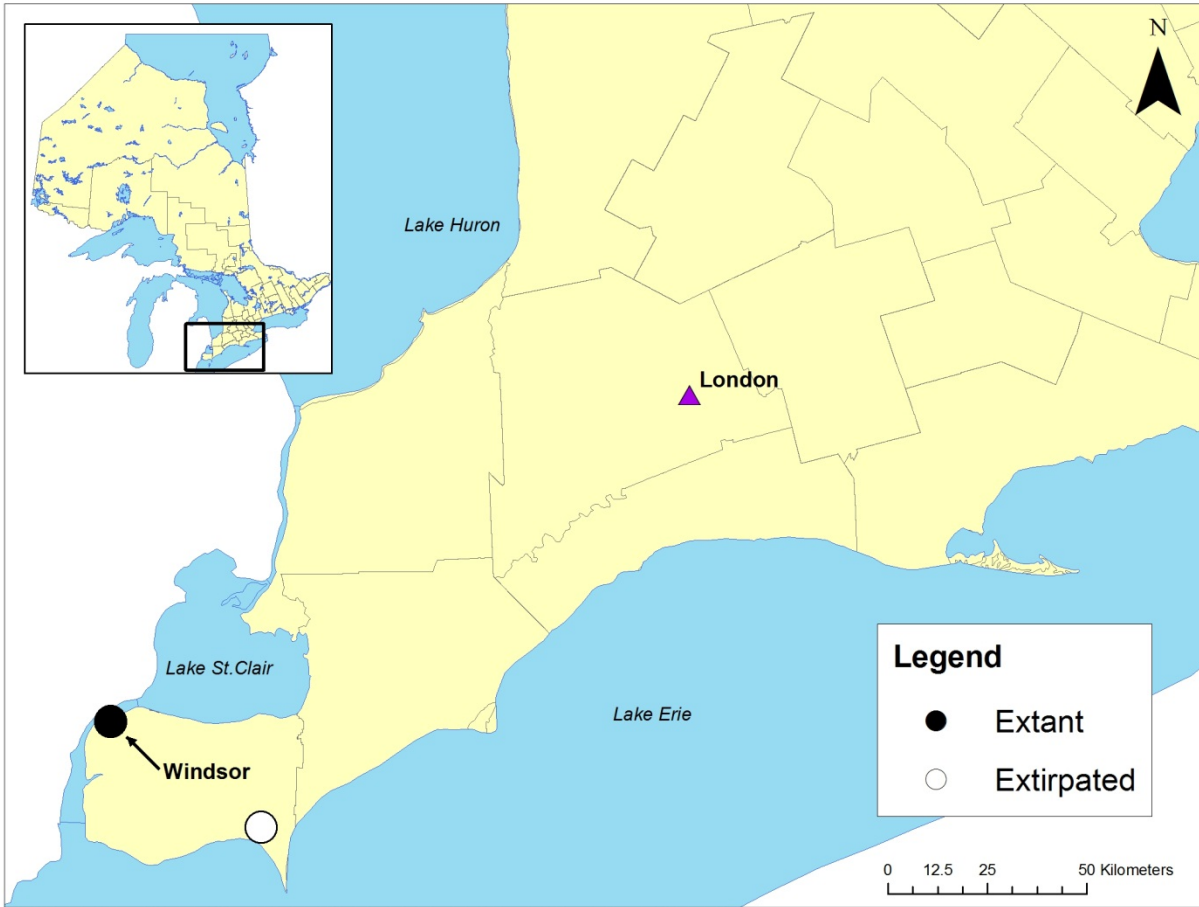 N
Lake Huron
London
Lake St.Clair
Lake Erie
Windsor
Legend
Extant
Extirpated
0 12.5 25 50 Kilometers